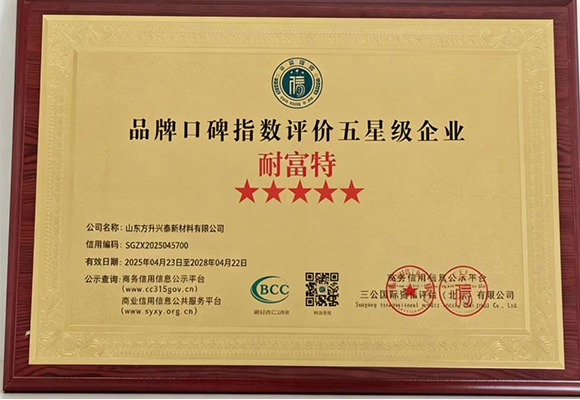 品牌口碑指数评价五星级企业
耐富特
公司名称:山东方升兴泰新材料有限公司
信用编码:SGZX2025045700
有效日期:2025年04月23日至2028年04月22日
公示查询:商务信用信息公示平台
(www.cc315gov.cn)
商业信用信息公共服务平台
(www.syxy.org.cn)
BCC
商务信用信息公示平台
三公国际资信评估(北京)有限公司